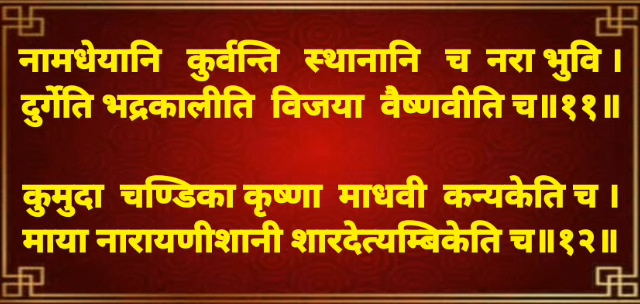 नामधेयानि कुर्वन्ति स्थानानि च नरा भुवि ।
दुर्गेति भद्रकालीति विजया वैष्णवीति च॥११॥
कुमुदा चण्डिका कृष्णा माधवी कन्यकेति च ।
माया नारायणीशानी शारदेत्यम्बिकेति च॥१२॥